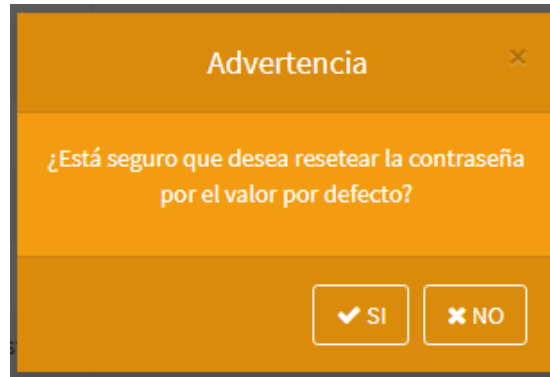 Advertencia
¿Está seguro que desea resetear la contraseña
por el valor por defecto?
SI
NO